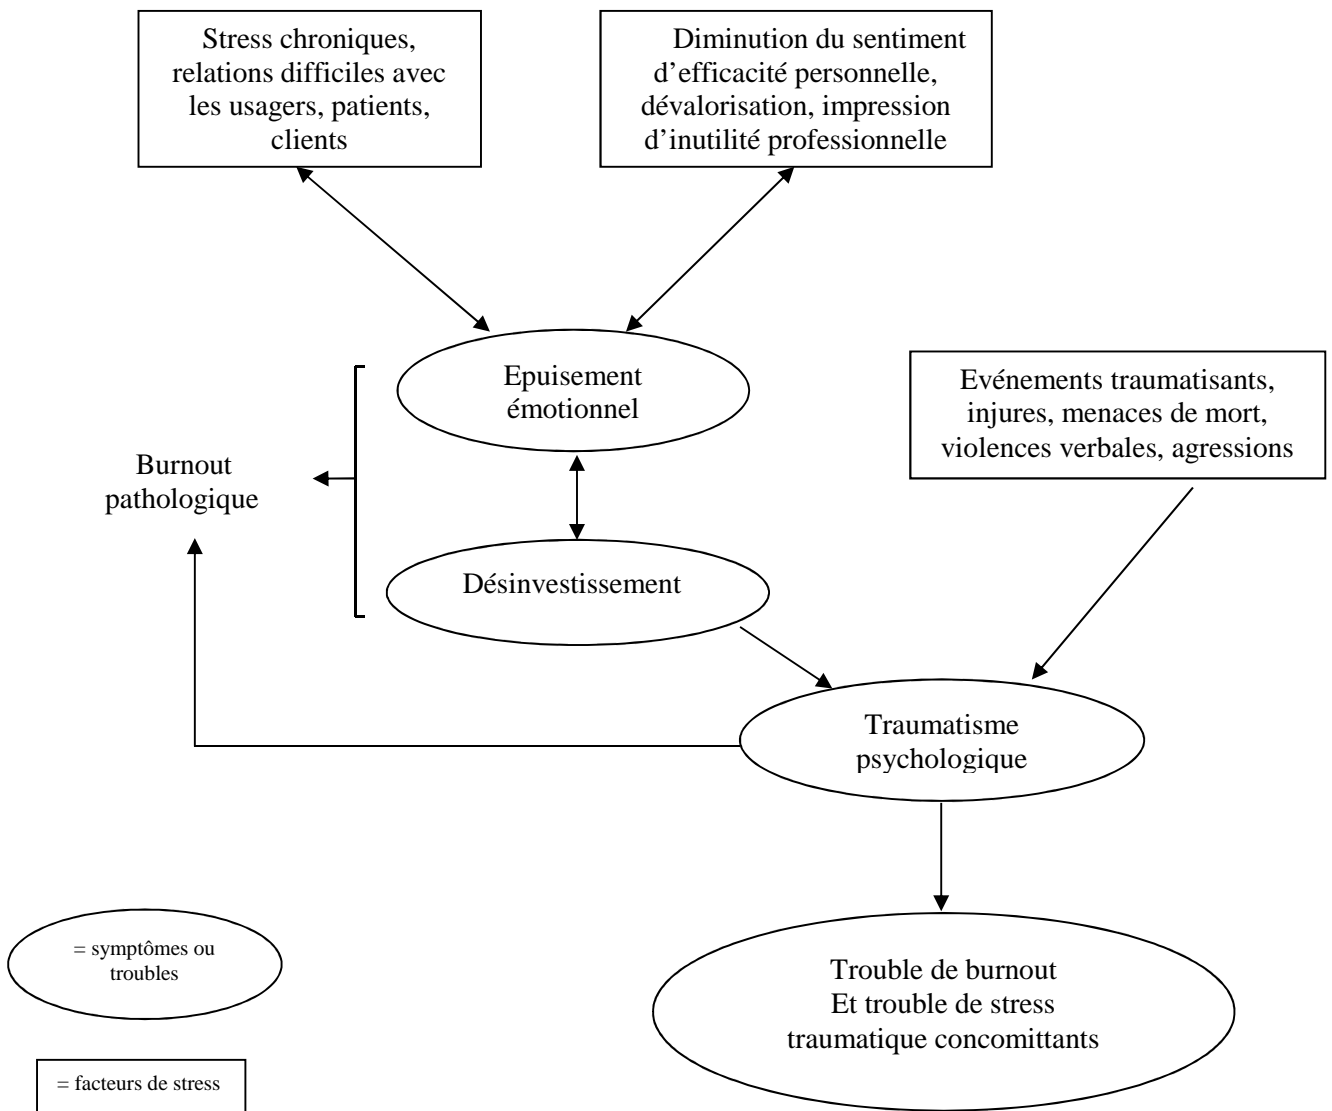 Stress chroniques,
relations difficiles avec
les usagers, patients,
clients
Diminution du sentiment
d’efficacité personnelle,
dévalorisation, impression
d’inutilité professionnelle
Epuisement
émotionnel
Evénements traumatisants,
injures, menaces de mort,
violences verbales, agressions
Burnout
pathologique
Désinvestissement
Traumatisme
psychologique
= symptômes ou
troubles
Trouble de burnout
Et trouble de stress
traumatique concomittants
= facteurs de stress